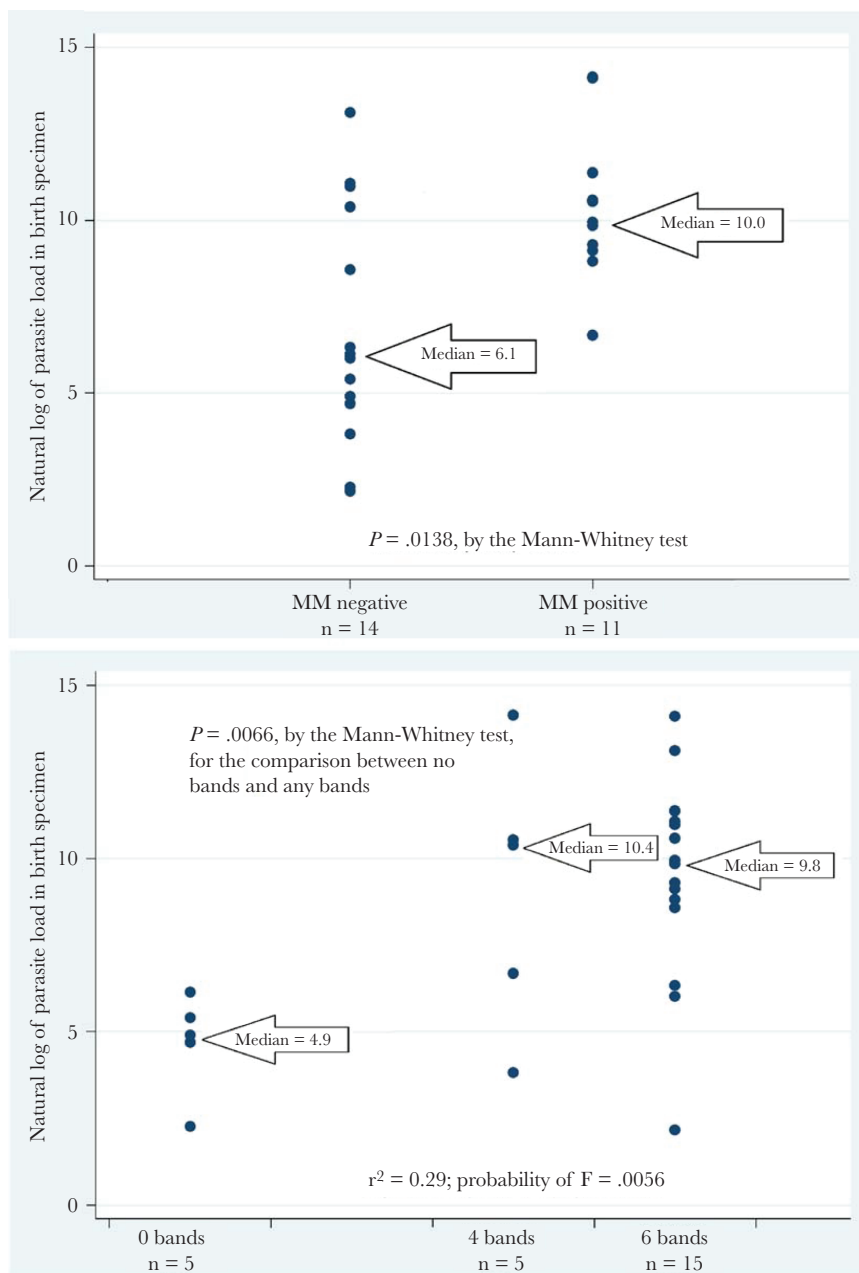 Natural log of parasite load in birth specimen
15
10
5
0
Median = 10.0
Median = 6.1
P = .0138, by the Mann-Whitney test
MM negative
n = 14
MM positive
n = 11
Natural log of parasite load in birth specimen
15
10
5
0
P = .0066, by the Mann-Whitney test,
for the comparison between no
bands and any bands
Median = 10.4
Median = 9.8
Median = 4.9
r² = 0.29; probability of F = .0056
0 bands
n = 5
4 bands
n = 5
6 bands
n = 15